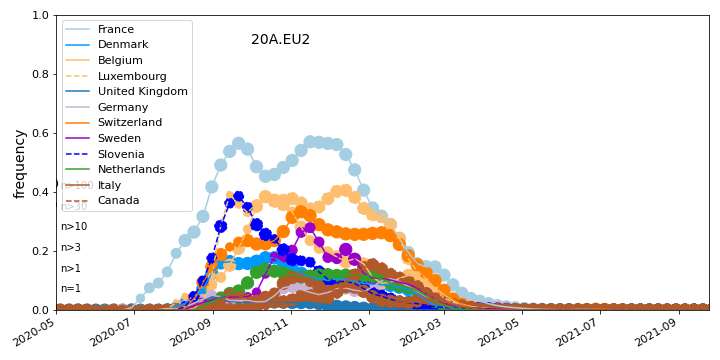 20A.EU2
France
Denmark
Belgium
Luxembourg
United Kingdom
Germany
Switzerland
Sweden
Slovenia
Netherlands
Italy
Canada
n>100
n>30
n>10
n>3
n>1
n=1
frequency
1.0
0.8
0.6
0.4
0.2
0.0
2020-05
2020-07
2020-09
2020-11
2021-01
2021-03
2021-05
2021-07
2021-09